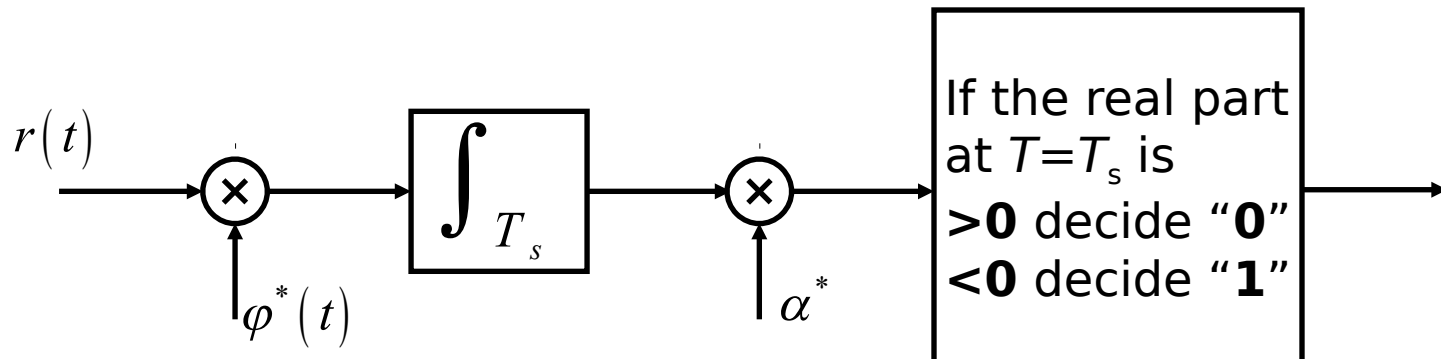 r(t)
×
φ*(t)
∫Ts
×
α*
If the real part
at T=Ts is
>0 decide “0”
<0 decide “1”